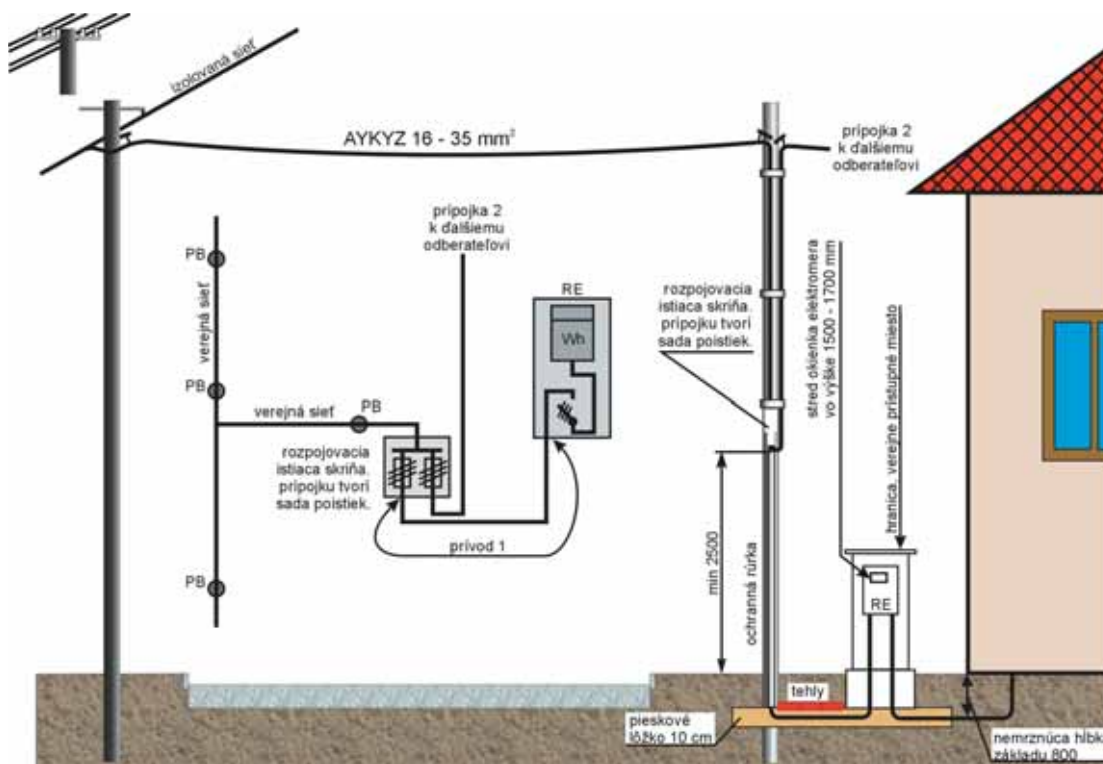 izolovaná sieť
AYKYZ 16 - 35 mm²
prípojka 2
k ďalšiemu
odberateľovi
prípojka 2
k ďalšiemu
odberateľovi
PB
verejná sieť
PB
verejná sieť
PB
PB
RE
Wh
rozpojovacia
istiaca skriňa.
prípojku tvorí
sada poistiek.
prívod 1
rozpojovacia
istiaca skriňa.
prípojku tvorí
sada poistiek.
min 2500
ochranná rúrka
stred okienka elektromera
vo výške 1500 - 1700 mm
hranica, verejne prístupné miesto
RE
tehly
pieskové
lôžko 10 cm
nemrznúca hĺbk
základu 800